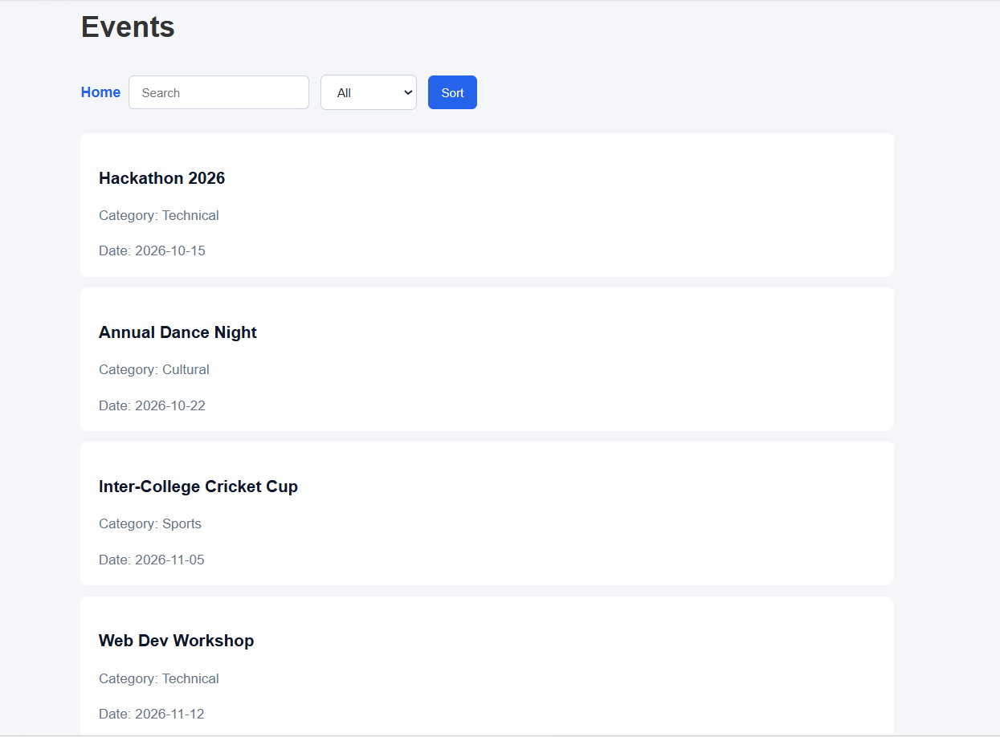 Events
Home Search All Sort
Hackathon 2026
Category: Technical
Date: 2026-10-15
Annual Dance Night
Category: Cultural
Date: 2026-10-22
Inter-College Cricket Cup
Category: Sports
Date: 2026-11-05
Web Dev Workshop
Category: Technical
Date: 2026-11-12